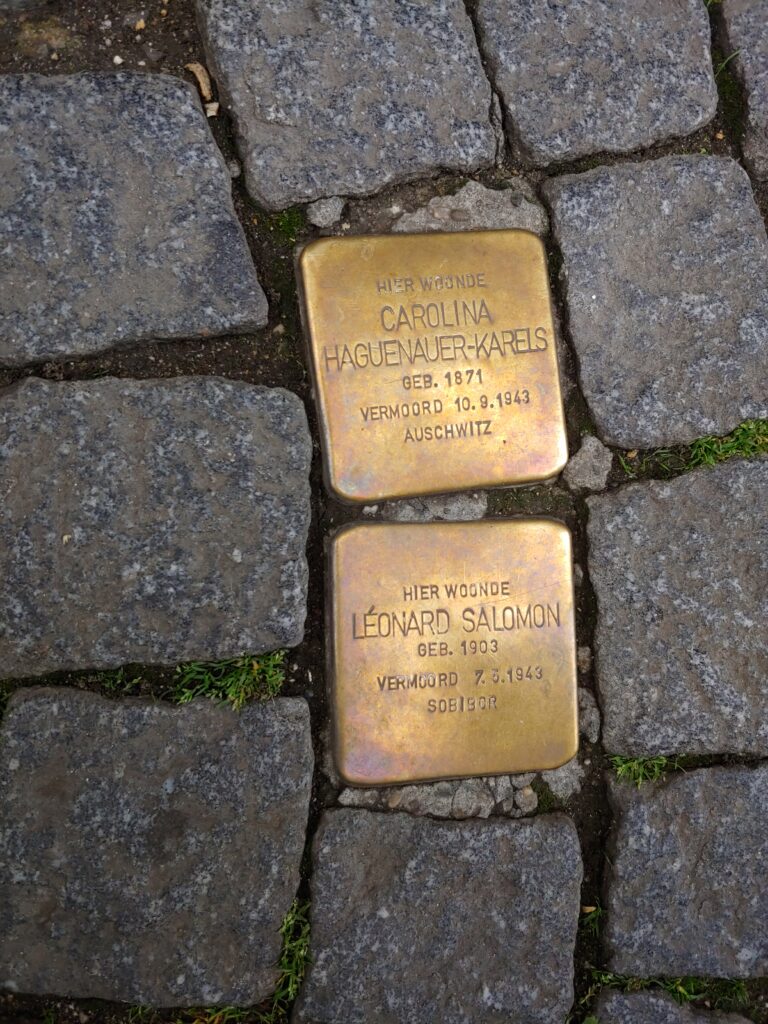 HIER WOONDE
CAROLINA
HAGUENAUER-KARELS
GEB. 1871
VERMOORD 10.9.1943
AUSCHWITZ
HIER WOONDE
LÉONARD SALOMON
GEB. 1903
VERMOORD 7.5.1943
SOBIBOR